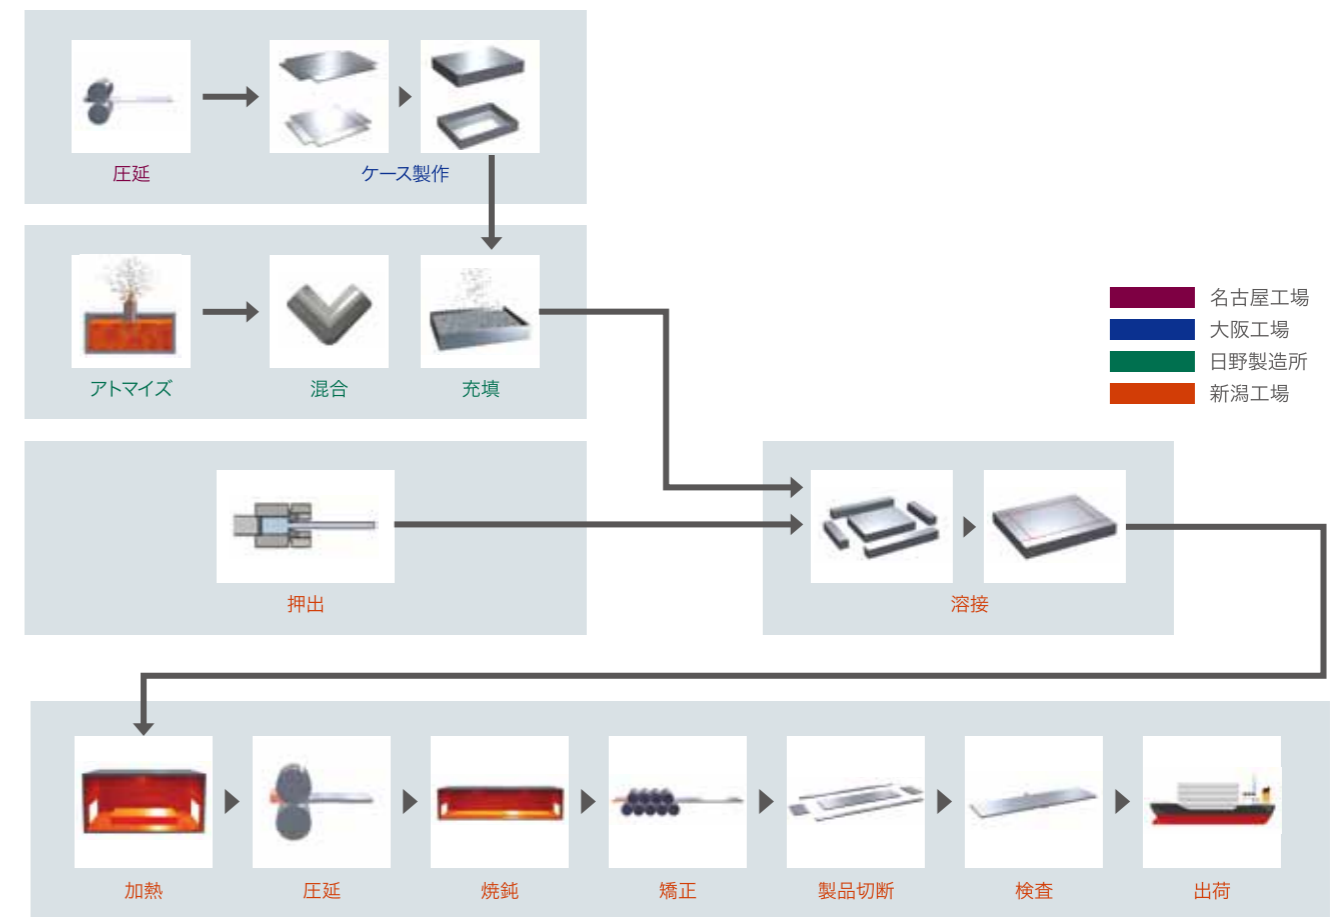 圧延
ケース製作
アトマイズ
混合
充填
名古屋工場
大阪工場
日野製造所
新潟工場
押出
溶接
加熱
圧延
焼鈍
矯正
製品切断
検査
出荷